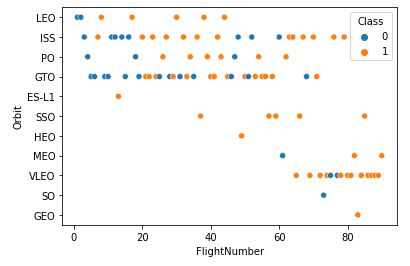 LEO
ISS
PO
GTO
ES-L1
SSO
HEO
MEO
VLEO
SO
GEO
Orbit
Class
0
1
0 20 40 60 80
FlightNumber